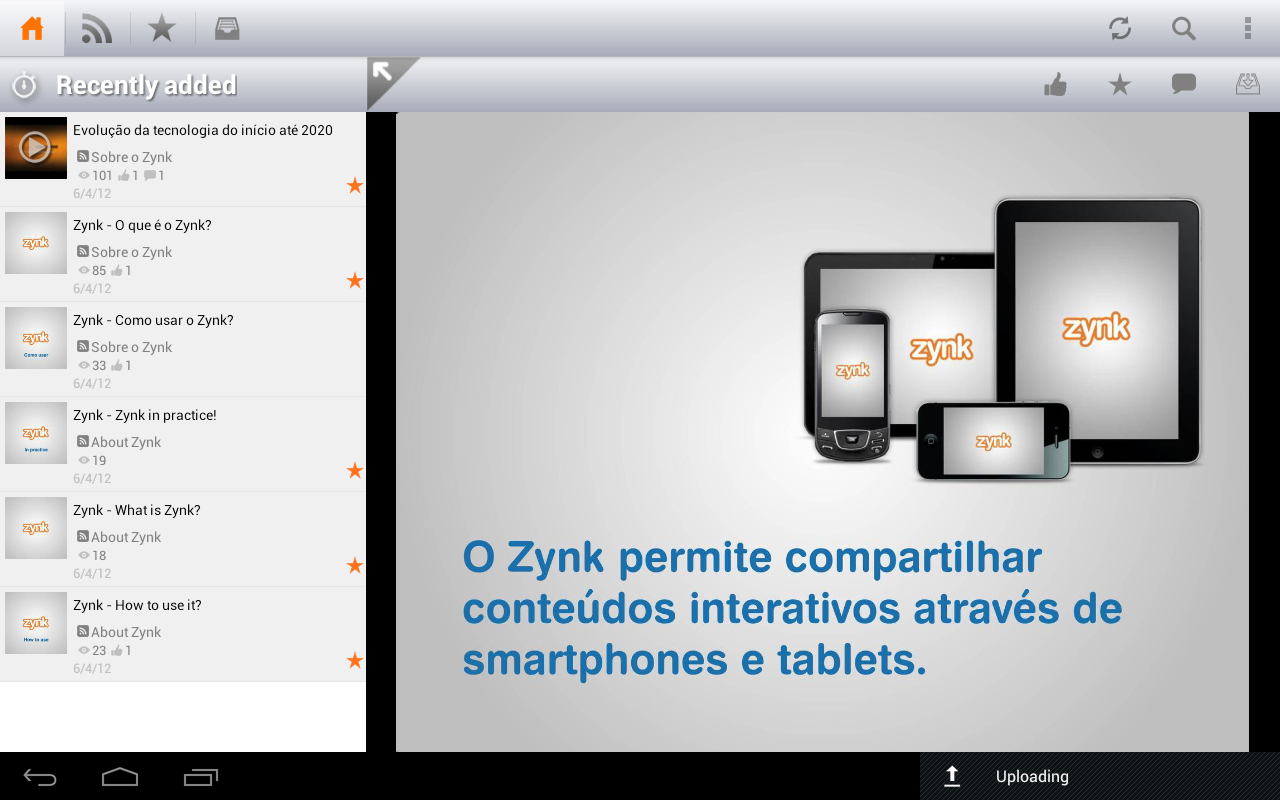 Recently added
Evolução da tecnologia do início até 2020
Sobre o Zynk
101 1 1
6/4/12
zynk
Zynk - O que é o Zynk?
Sobre o Zynk
85 1
6/4/12
zynk
Como usar
Zynk - Como usar o Zynk?
Sobre o Zynk
33 1
6/4/12
zynk
In practice
Zynk - Zynk in practice!
About Zynk
19
6/4/12
zynk
Zynk - What is Zynk?
About Zynk
18
6/4/12
zynk
How to use
Zynk - How to use it?
About Zynk
23 1
6/4/12
zynk
zynk
zynk
zynk
O Zynk permite compartilhar
conteúdos interativos através de
smartphones e tablets.
Uploading